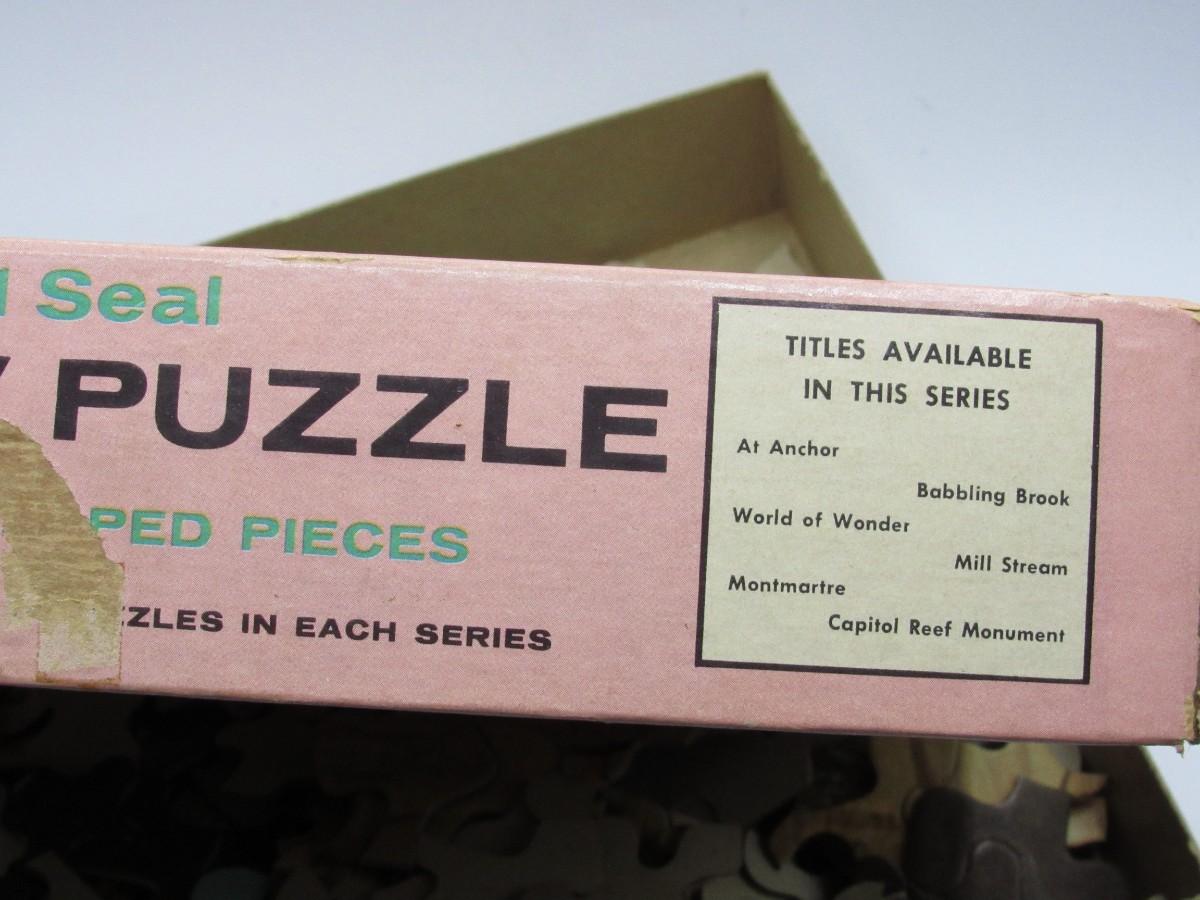 Seal
PUZZLE
PED PIECES
ZZLES IN EACH SERIES
TITLES AVAILABLE
IN THIS SERIES
At Anchor
Babbling Brook
World of Wonder
Mill Stream
Montmartre
Capitol Reef Monument